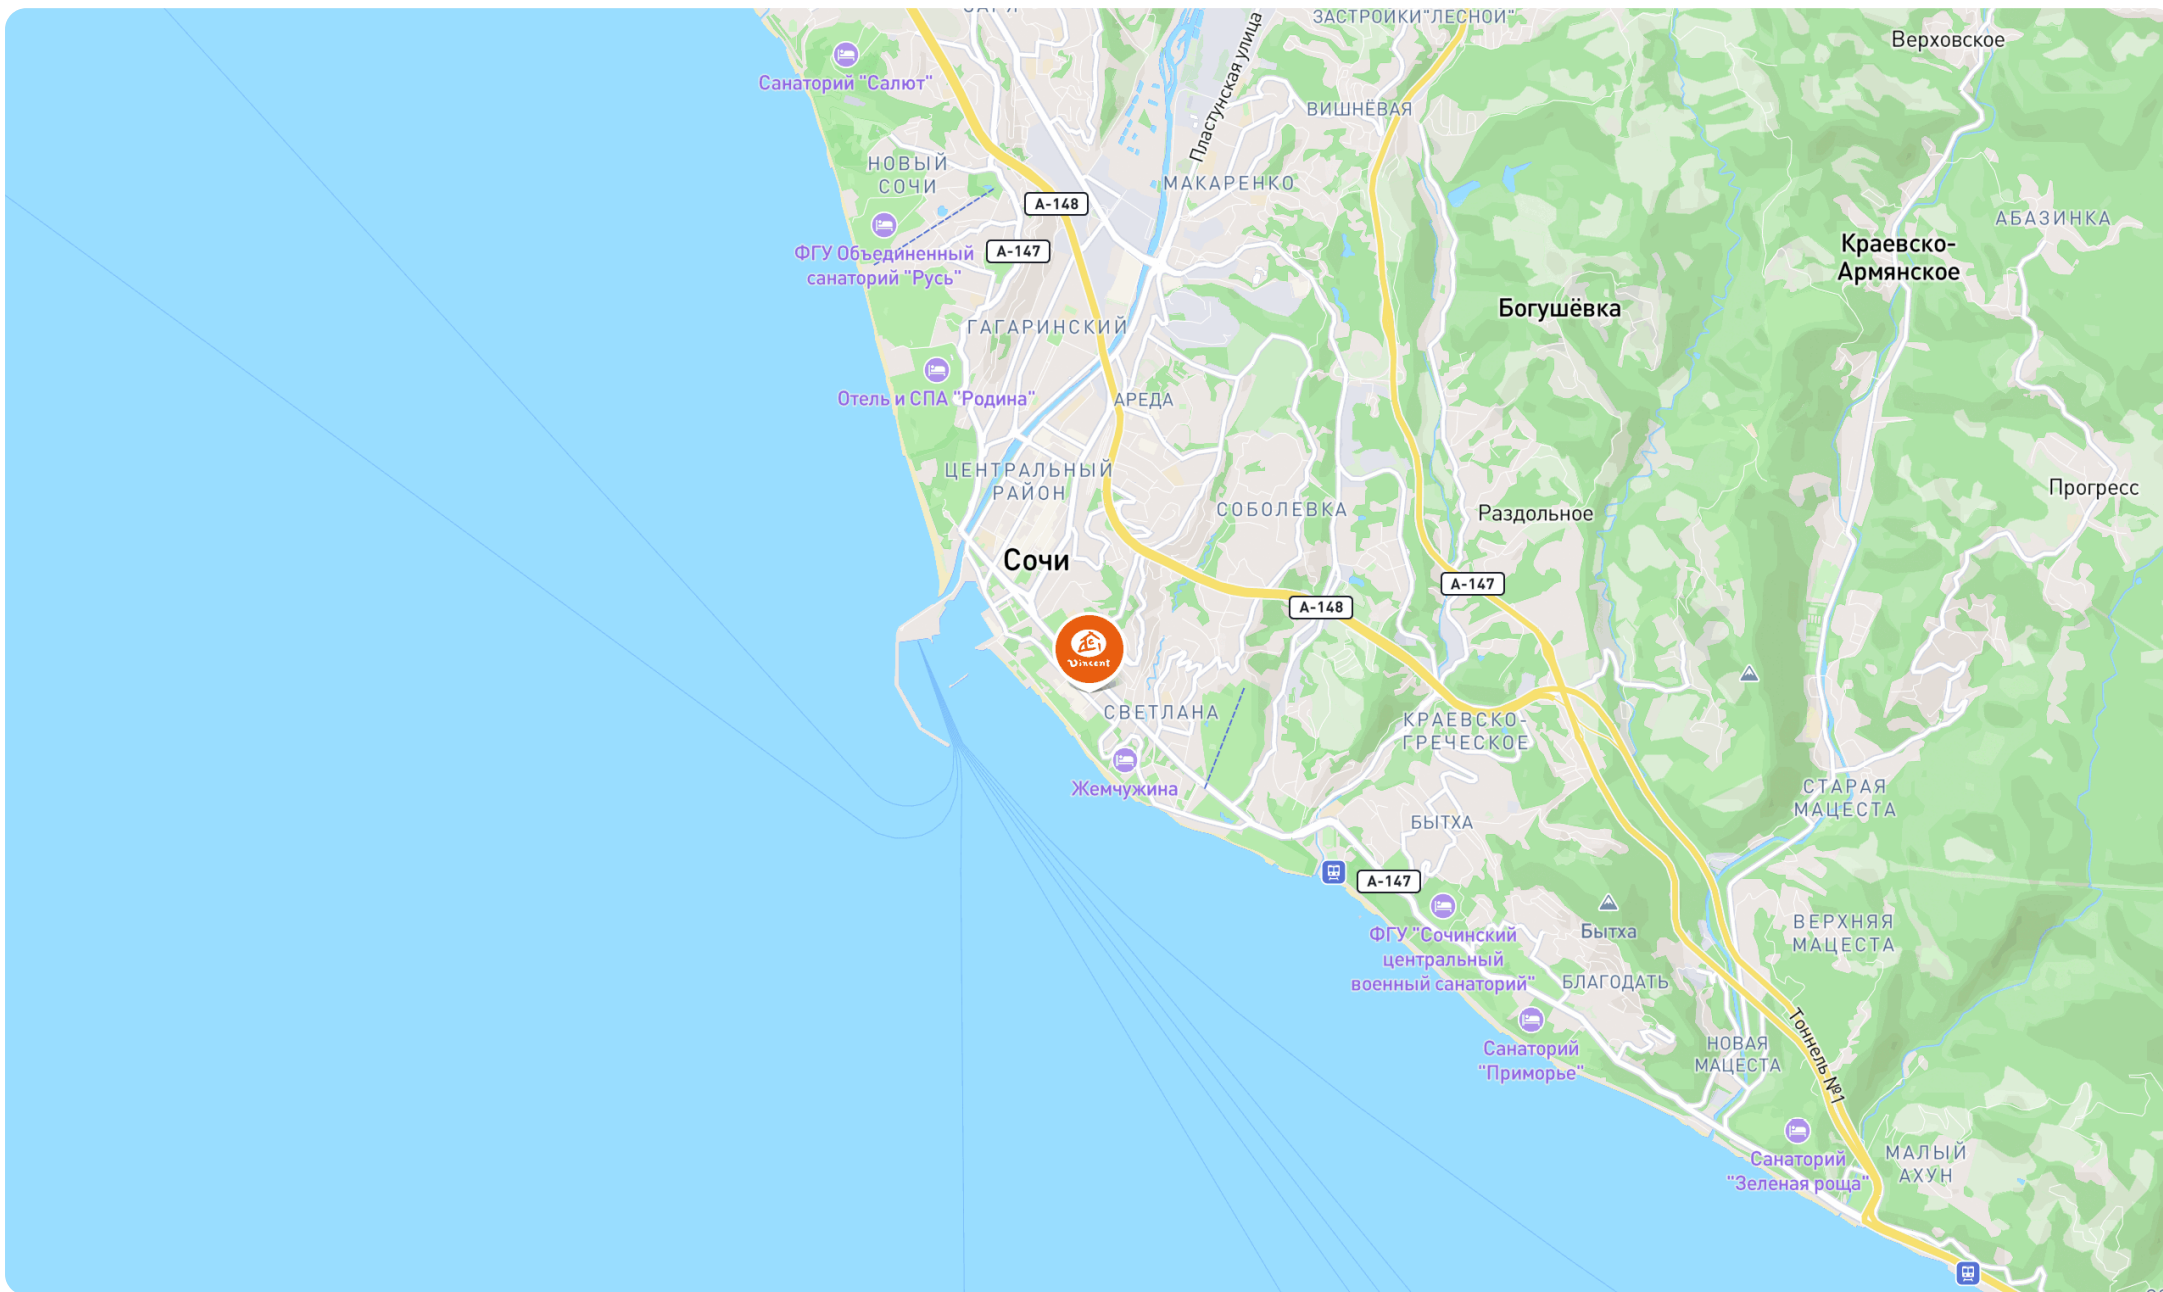 ЗАРЯ
ЗАСТРОЙКИ"ЛЕСНОЙ"
Верховское
Санаторий "Салют"
Пластунская улица
ВИШНЁВАЯ
НОВЫЙ
СОЧИ
МАКАРЕНКО
А-148
АБАЗИНКА
А-147
ФГУ Объединенный
санаторий "Русь"
Краевско-
Армянское
Богушёвка
ГАГАРИНСКИЙ
Отель и СПА "Родина"
АРЕДА
ЦЕНТРАЛЬНЫЙ
РАЙОН
Прогресс
СОБОЛЕВКА
Раздольное
Сочи
А-147
А-148
Vincent
СВЕТЛАНА
КРАЕВСКО-
ГРЕЧЕСКОЕ
Жемчужина
СТАРАЯ
МАЦЕСТА
БЫТХА
А-147
ФГУ "Сочинский
центральный
военный санаторий"
Бытха
ВЕРХНЯЯ
МАЦЕСТА
БЛАГОДАТЬ
Санаторий
"Приморье"
НОВАЯ
МАЦЕСТА
Тоннель №1
Санаторий
"Зеленая роща"
МАЛЫЙ
АХУН